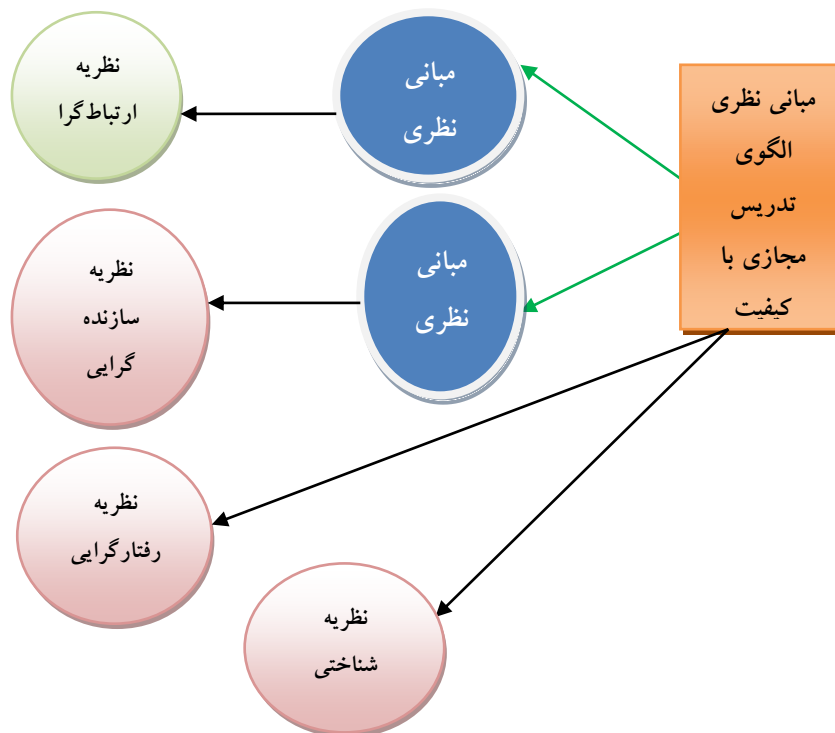 مبانی نظری
الگوی
تدریس
مجازی با
کیفیت
مبانی
نظری
نظریه
ارتباط‌گرا
مبانی
نظری
نظریه
سازنده
گرایی
نظریه
رفتارگرایی
نظریه
شناختی